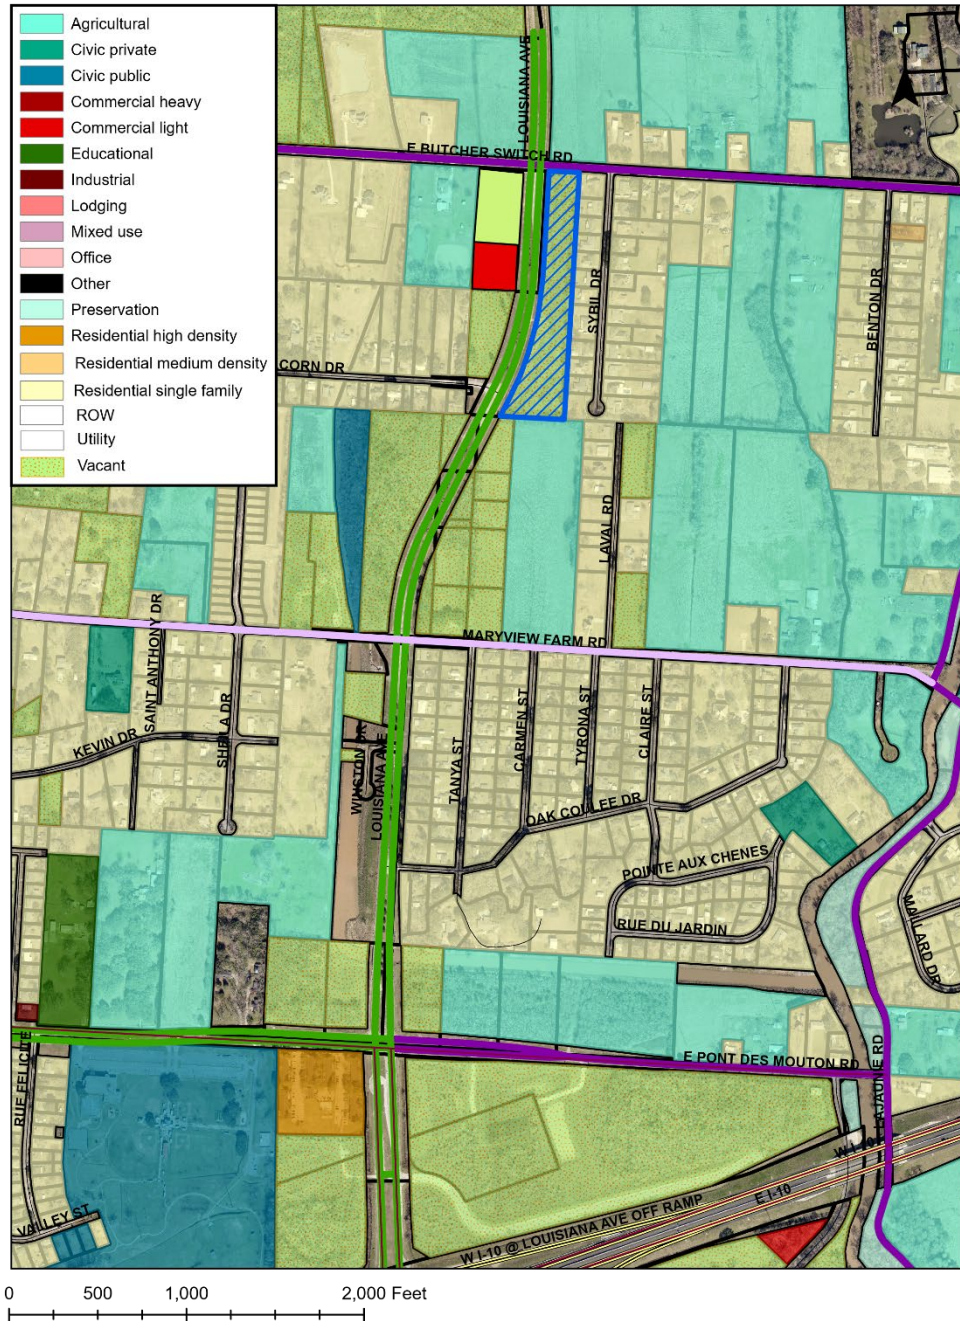 Agricultural
Civic private
Civic public
Commercial heavy
Commercial light
Educational
Industrial
Lodging
Mixed use
Office
Other
Preservation
Residential high density
Residential medium density
Residential single family
ROW
Utility
Vacant
LOUISIANA AVE
E BUTCHER SWITCH RD
SYBIL DR
BENTON DR
CORN DR
LAVAL RD
MARYVIEW FARM RD
SAINT ANTHONY DR
SHEILA DR
KEVIN DR
WINSTON DR
LOUISIANA AVE
TANYA ST
CARMEN ST
TYRONA ST
CLAIRE ST
OAK COULEE DR
POINTE AUX CHENES
RUE DU JARDIN
MAILLARD DR
E PONT DES MOUTON RD
LAJAUNIE RD
RUE FELICITE
VALLEY ST
W I-10
E I-10
W I-10 @ LOUISIANA AVE OFF RAMP
0 500 1,000 2,000 Feet